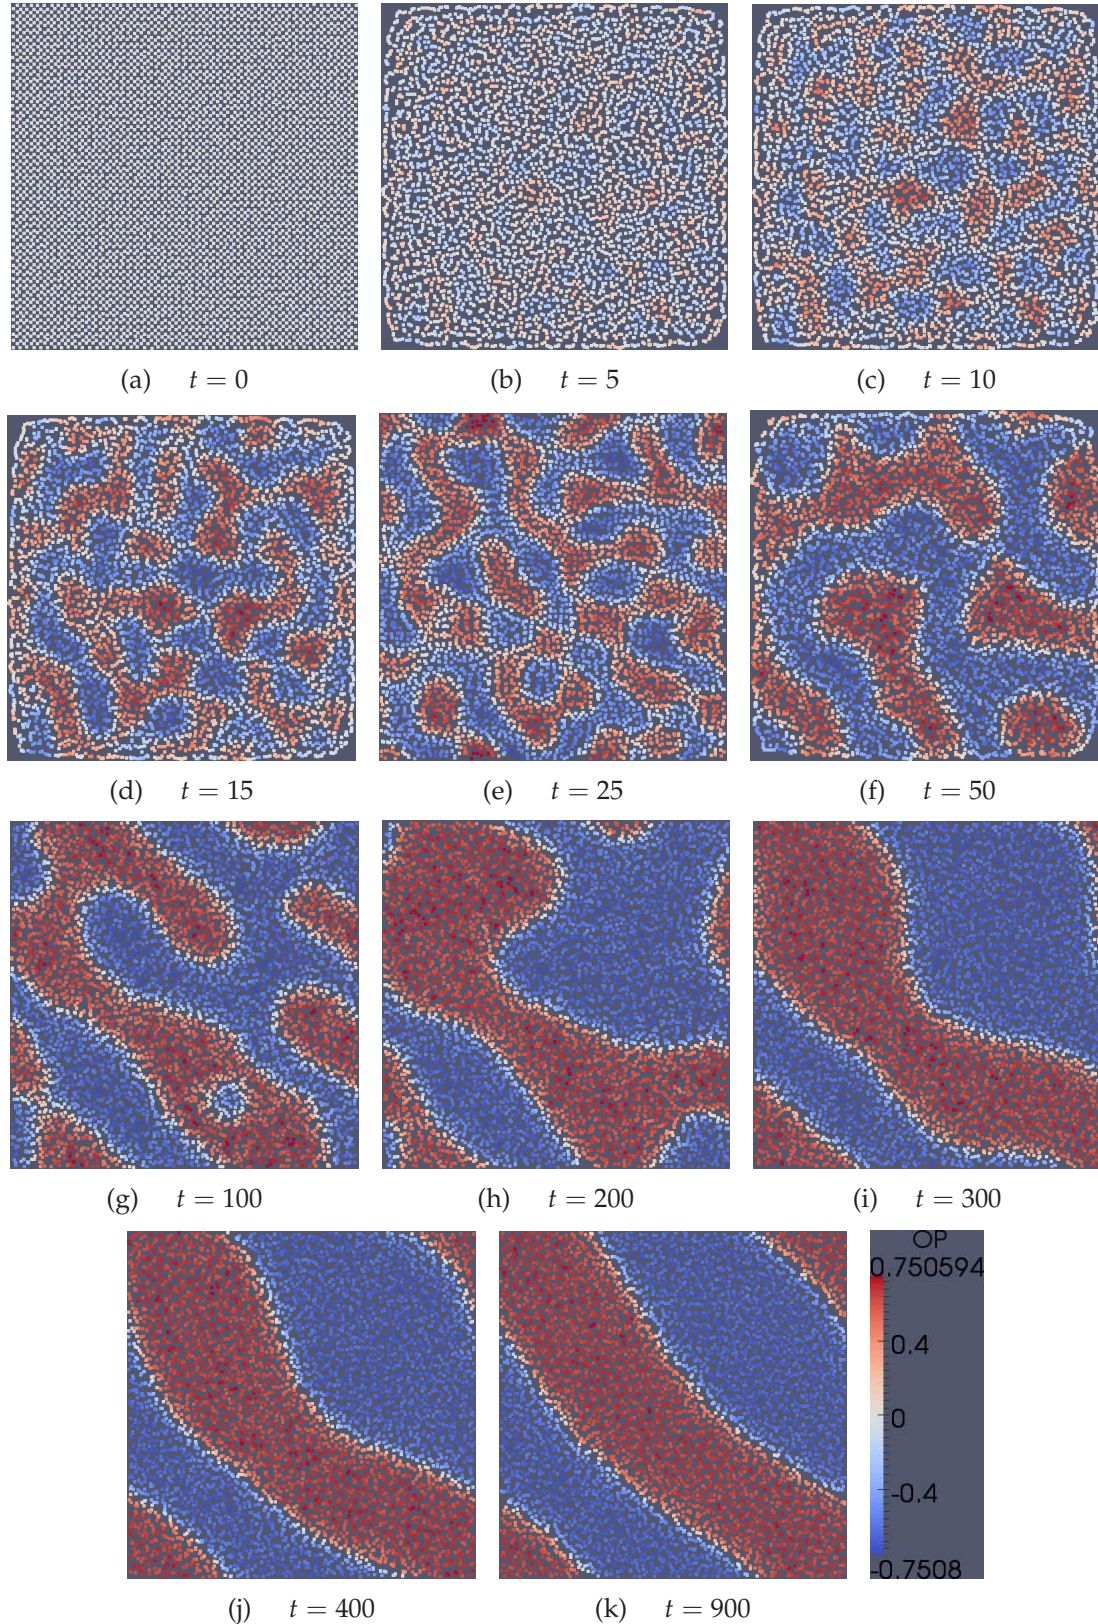 (a) t = 0
(b) t = 5
(c) t = 10
(d) t = 15
(e) t = 25
(f) t = 50
(g) t = 100
(h) t = 200
(i) t = 300
OP
0.750594
0.4
0
-0.4
-0.7508
(j) t = 400
(k) t = 900